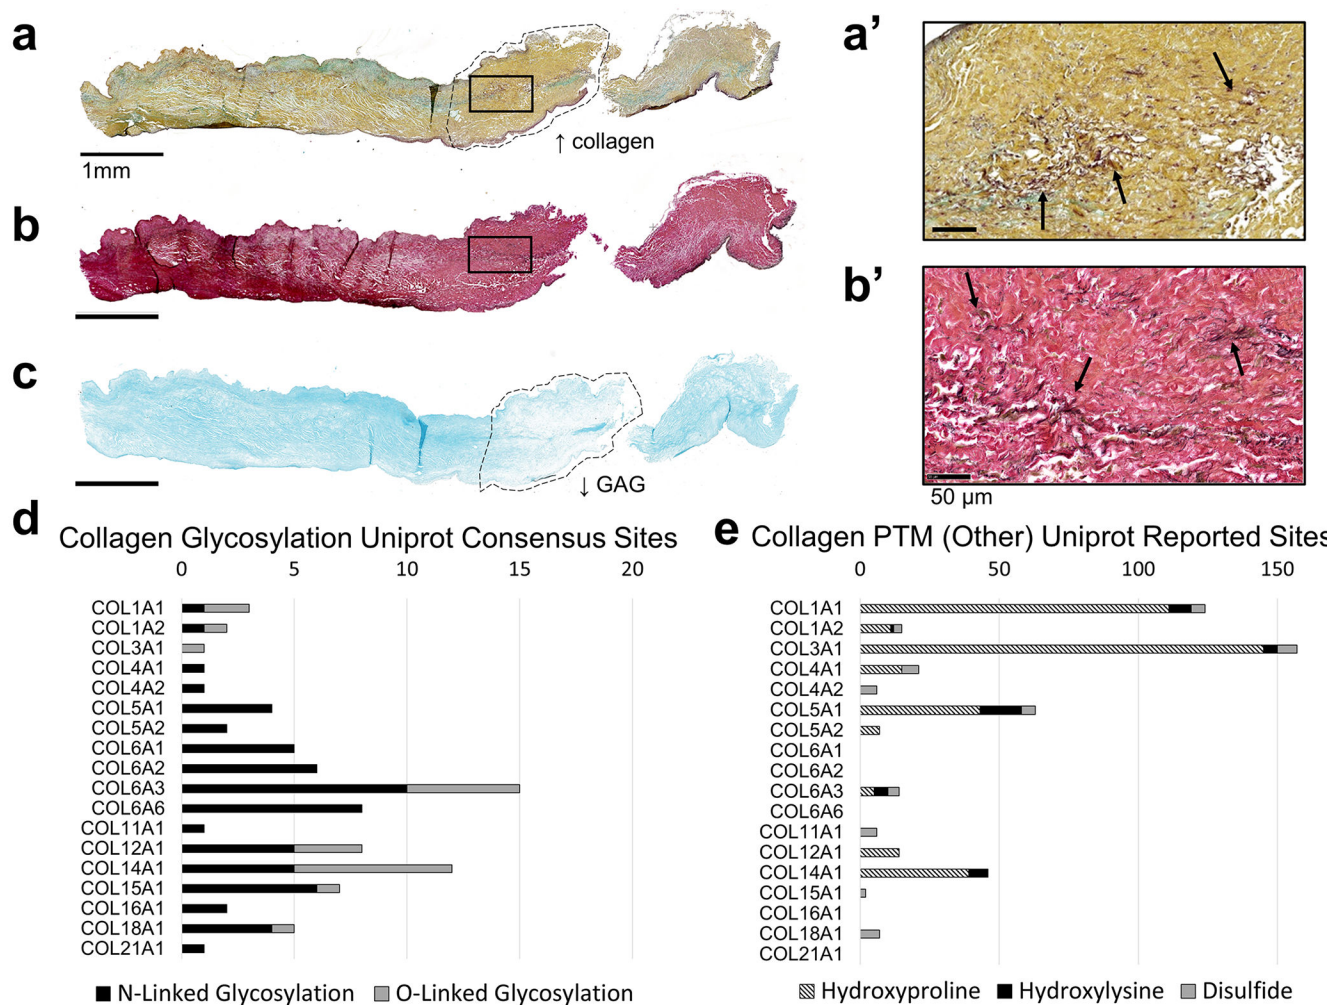 a
1mm
↑ collagen
a'
b
b'
50 µm
c
↓ GAG
d
Collagen Glycosylation Uniprot Consensus Sites
0 5 10 15 20
COL1A1
COL1A2
COL3A1
COL4A1
COL4A2
COL5A1
COL5A2
COL6A1
COL6A2
COL6A3
COL6A6
COL11A1
COL12A1
COL14A1
COL15A1
COL16A1
COL18A1
COL21A1
N-Linked Glycosylation O-Linked Glycosylation
e
Collagen PTM (Other) Uniprot Reported Sites
0 50 100 150
COL1A1
COL1A2
COL3A1
COL4A1
COL4A2
COL5A1
COL5A2
COL6A1
COL6A2
COL6A3
COL6A6
COL11A1
COL12A1
COL14A1
COL15A1
COL16A1
COL18A1
COL21A1
Hydroxyproline Hydroxylysine Disulfide